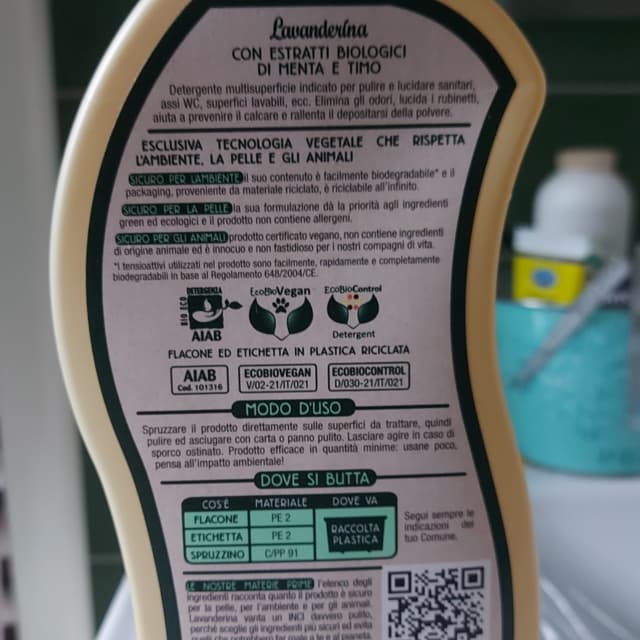 Lavanderína
CON ESTRATTI BIOLOGICI
DI MENTA E TIMO
Detergente multisuperficie indicato per pulire e lucidare sanitari,
assi WC, superfici lavabili, ecc. Elimina gli odori, lucida i rubinetti,
aiuta a prevenire il calcare e rallenta il depositarsi della polvere.
ESCLUSIVA TECNOLOGIA VEGETALE CHE RISPETTA
L'AMBIENTE, LA PELLE E GLI ANIMALI
SICURO PER L'AMBIENTE il suo contenuto è facilmente biodegradabile* e il
packaging, proveniente da materiale riciclato, è riciclabile all'infinito.
SICURO PER LA PELLE la sua formulazione dà la priorità agli ingredienti
green ed ecologici e il prodotto non contiene allergeni.
SICURO PER GLI ANIMALI prodotto certificato vegano, non contiene ingredienti
di origine animale ed è innocuo e non fastidioso per i nostri compagni di vita.
*I tensioattivi utilizzati nel prodotto sono facilmente, rapidamente e completamente
biodegradabili in base al Regolamento 648/2004/CE.
DETERGENZA
BIO ECO
AIAB
EcoBioVegan
EcoBioControl
Detergent
FLACONE ED ETICHETTA IN PLASTICA RICICLATA
AIAB
Cod. 101316
ECOBIOVEGAN
V/02-21/IT/021
ECOBIOCONTROL
D/030-21/IT/021
MODO D'USO
Spruzzare il prodotto direttamente sulle superfici da trattare, quindi
pulire ed asciugare con carta o panno pulito. Lasciare agire in caso di
sporco ostinato. Prodotto efficace in quantità minime: usane poco,
pensa all'impatto ambientale!
DOVE SI BUTTA
COS'È MATERIALE DOVE VA
FLACONE PE 2
ETICHETTA PE 2
SPRUZZINO C/PP 91
RACCOLTA
PLASTICA
Segui sempre le
indicazioni del
tuo Comune.
LE NOSTRE MATERIE PRIME l'elenco degli
ingredienti racconta quanto il prodotto è sicuro
per la pelle, per l'ambiente e per gli animali.
Lavanderina vanta un INCI davvero pulito,
perché sceglie gli ingredienti più sicuri ed evita